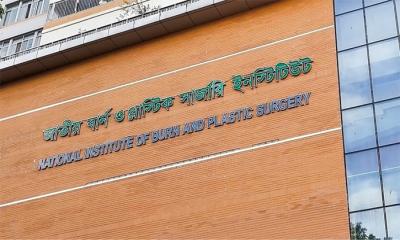 জাতীয় বার্ন ও প্লাস্টিক সার্জারি ইনস্টিটিউট
NATIONAL INSTITUTE OF BURN AND PLASTIC SURGERY